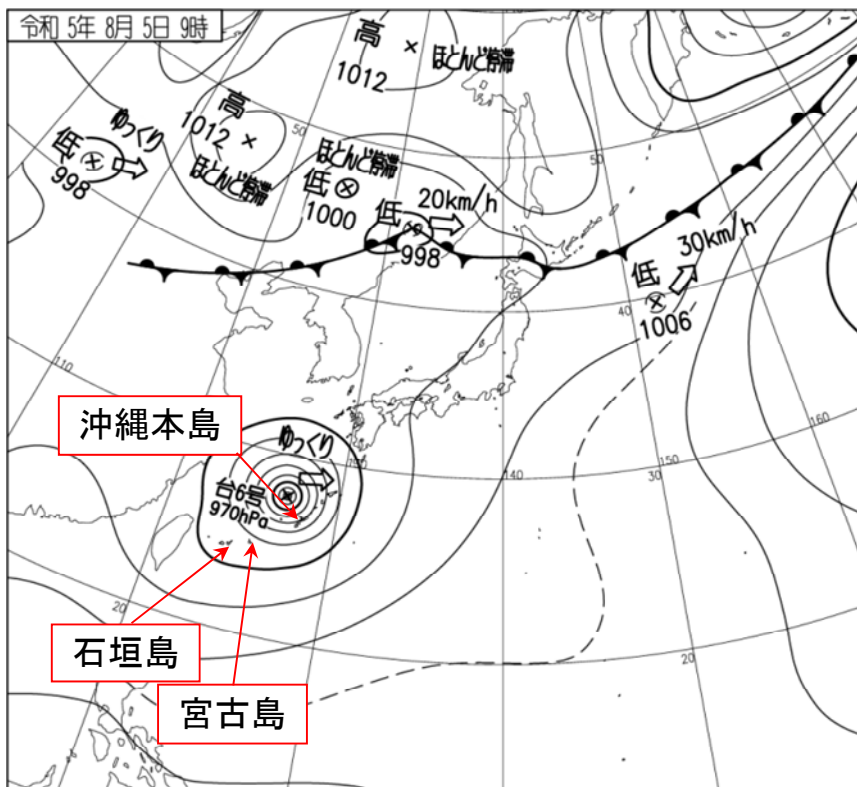 令和 5年 8月 5日 9時
高
1012
ほとんど停滞
高
1012
ほとんど停滞
50
低
998
ゆっくり
ほとんど停滞
低
1000
低
998
20km/h
50
低
1006
30km/h
40
40
110
沖縄本島
ゆっくり
台6号
970hPa
130
140
150
160
20
20
石垣島
宮古島